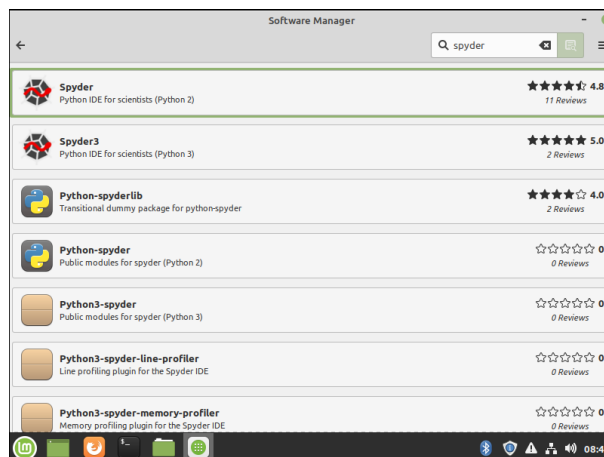 Software Manager
spyder
Spyder
Python IDE for scientists (Python 2)
4.8
11 Reviews
Spyder3
Python IDE for scientists (Python 3)
5.0
2 Reviews
Python-spyderlib
Transitional dummy package for python-spyder
4.0
2 Reviews
Python-spyder
Public modules for spyder (Python 2)
0
0 Reviews
Python3-spyder
Public modules for spyder (Python 3)
0
0 Reviews
Python3-spyder-line-profiler
Line profiling plugin for the Spyder IDE
0
0 Reviews
Python3-spyder-memory-profiler
Memory profiling plugin for the Spyder IDE
0
0 Reviews
08:4